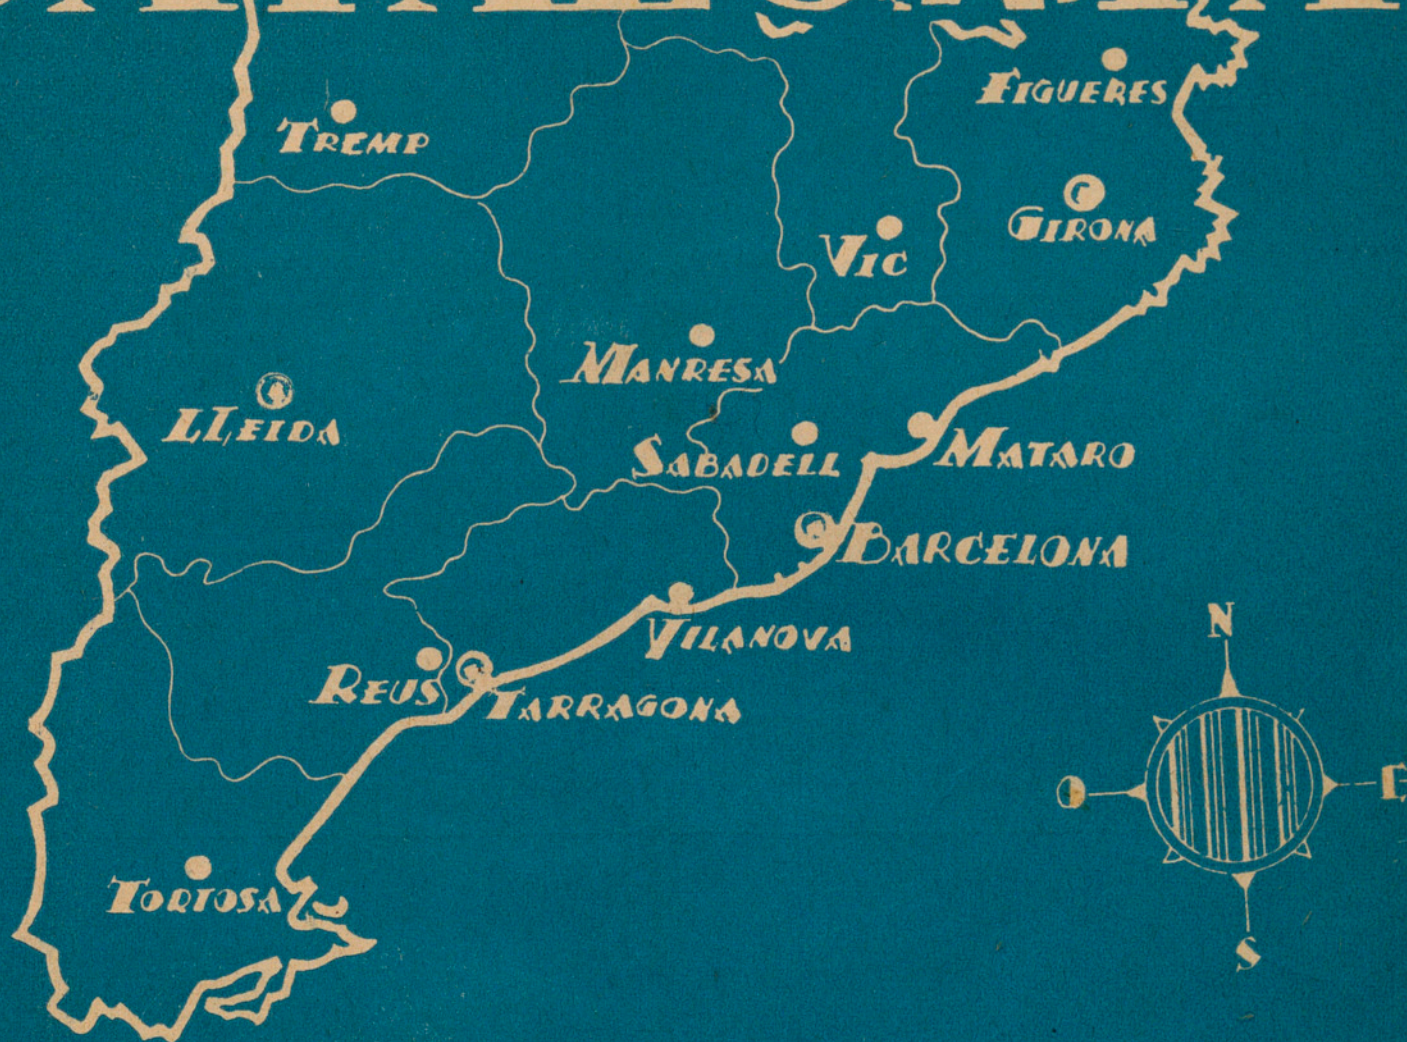 FIGUERES
TREMP
GIRONA
VIC
MANRESA
LLEIDA
MATARO
SABADELL
BARCELONA
N
VILANOVA
REUS
TARRAGONA
O
E
TORTOSA
S